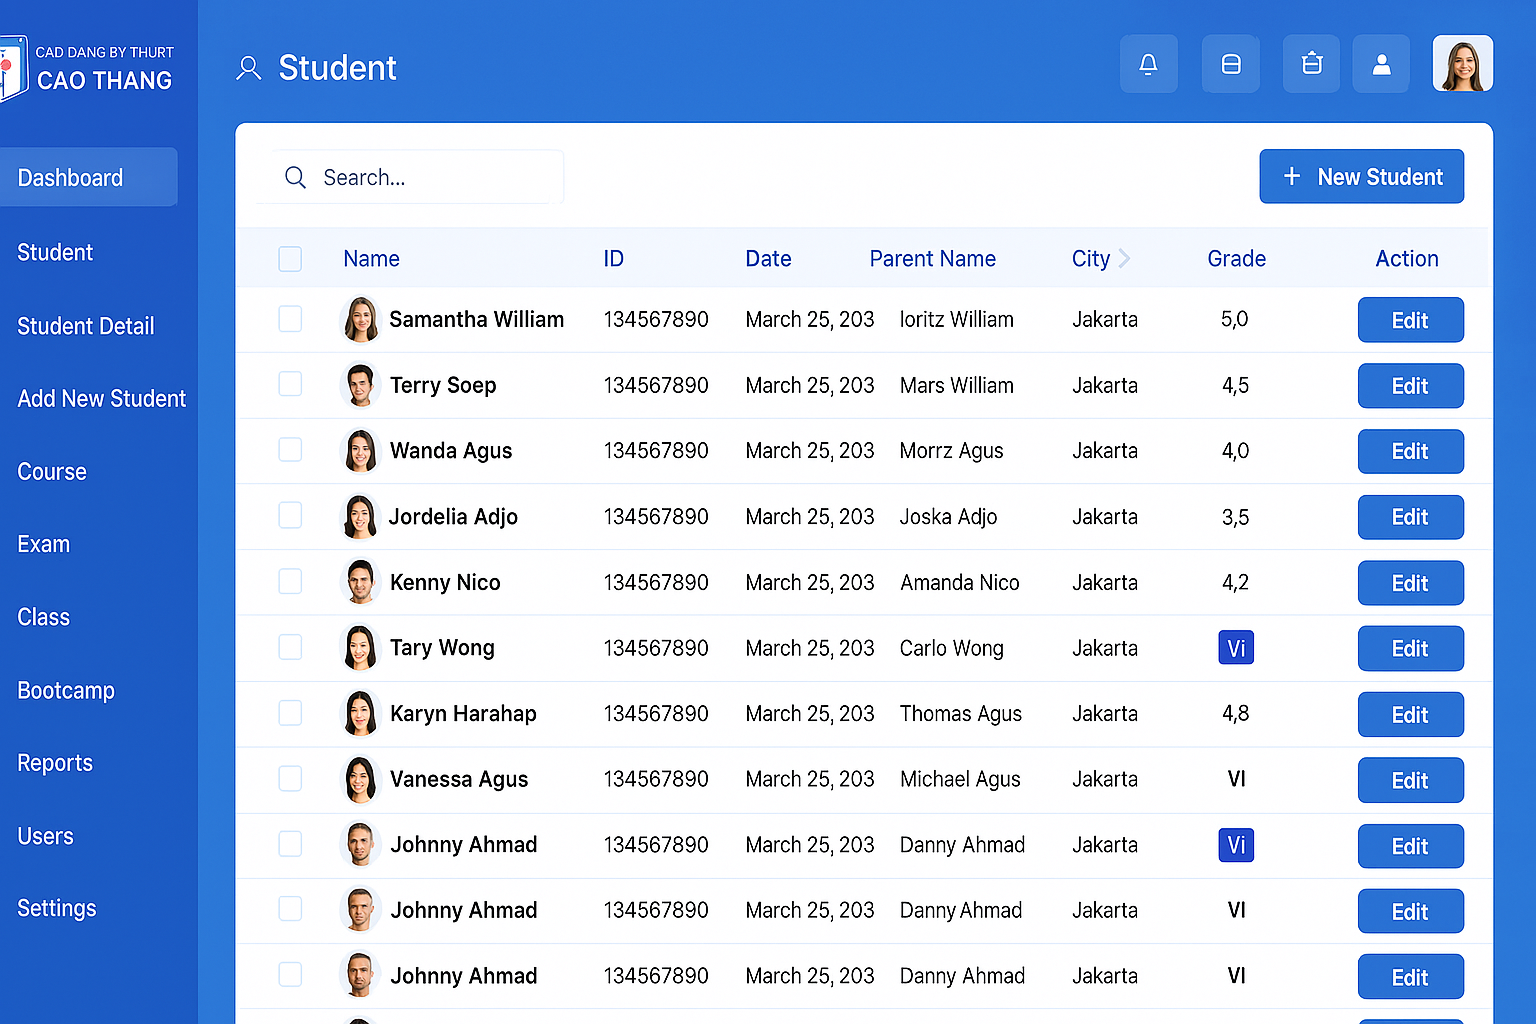 CAD DANG BY THURT
CAO THANG
Student
Dashboard
Student
Student Detail
Add New Student
Course
Exam
Class
Bootcamp
Reports
Users
Settings
Search...
+ New Student
Name ID Date Parent Name City Grade Action
Samantha William 134567890 March 25, 203 loritz William Jakarta 5,0 Edit
Terry Soep 134567890 March 25, 203 Mars William Jakarta 4,5 Edit
Wanda Agus 134567890 March 25, 203 Morrz Agus Jakarta 4,0 Edit
Jordelia Adjo 134567890 March 25, 203 Joska Adjo Jakarta 3,5 Edit
Kenny Nico 134567890 March 25, 203 Amanda Nico Jakarta 4,2 Edit
Tary Wong 134567890 March 25, 203 Carlo Wong Jakarta Vi Edit
Karyn Harahap 134567890 March 25, 203 Thomas Agus Jakarta 4,8 Edit
Vanessa Agus 134567890 March 25, 203 Michael Agus Jakarta VI Edit
Johnny Ahmad 134567890 March 25, 203 Danny Ahmad Jakarta Vi Edit
Johnny Ahmad 134567890 March 25, 203 Danny Ahmad Jakarta VI Edit
Johnny Ahmad 134567890 March 25, 203 Danny Ahmad Jakarta VI Edit